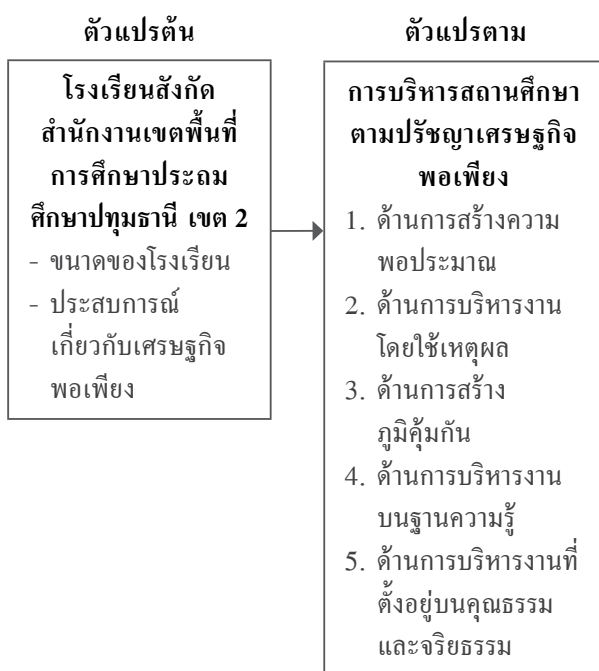 ตัวแปรต้น
โรงเรียนสังกัด
สำนักงานเขตพื้นที่
การศึกษาประถม
ศึกษาปทุมธานี เขต 2
- ขนาดของโรงเรียน
- ประสบการณ์
เกี่ยวกับเศรษฐกิจ
พอเพียง
ตัวแปรตาม
การบริหารสถานศึกษา
ตามปรัชญาเศรษฐกิจ
พอเพียง
1. ด้านการสร้างความ
พอประมาณ
2. ด้านการบริหารงาน
โดยใช้เหตุผล
3. ด้านการสร้าง
ภูมิคุ้มกัน
4. ด้านการบริหารงาน
บนฐานความรู้
5. ด้านการบริหารงานที่
ตั้งอยู่บนคุณธรรม
และจริยธรรม